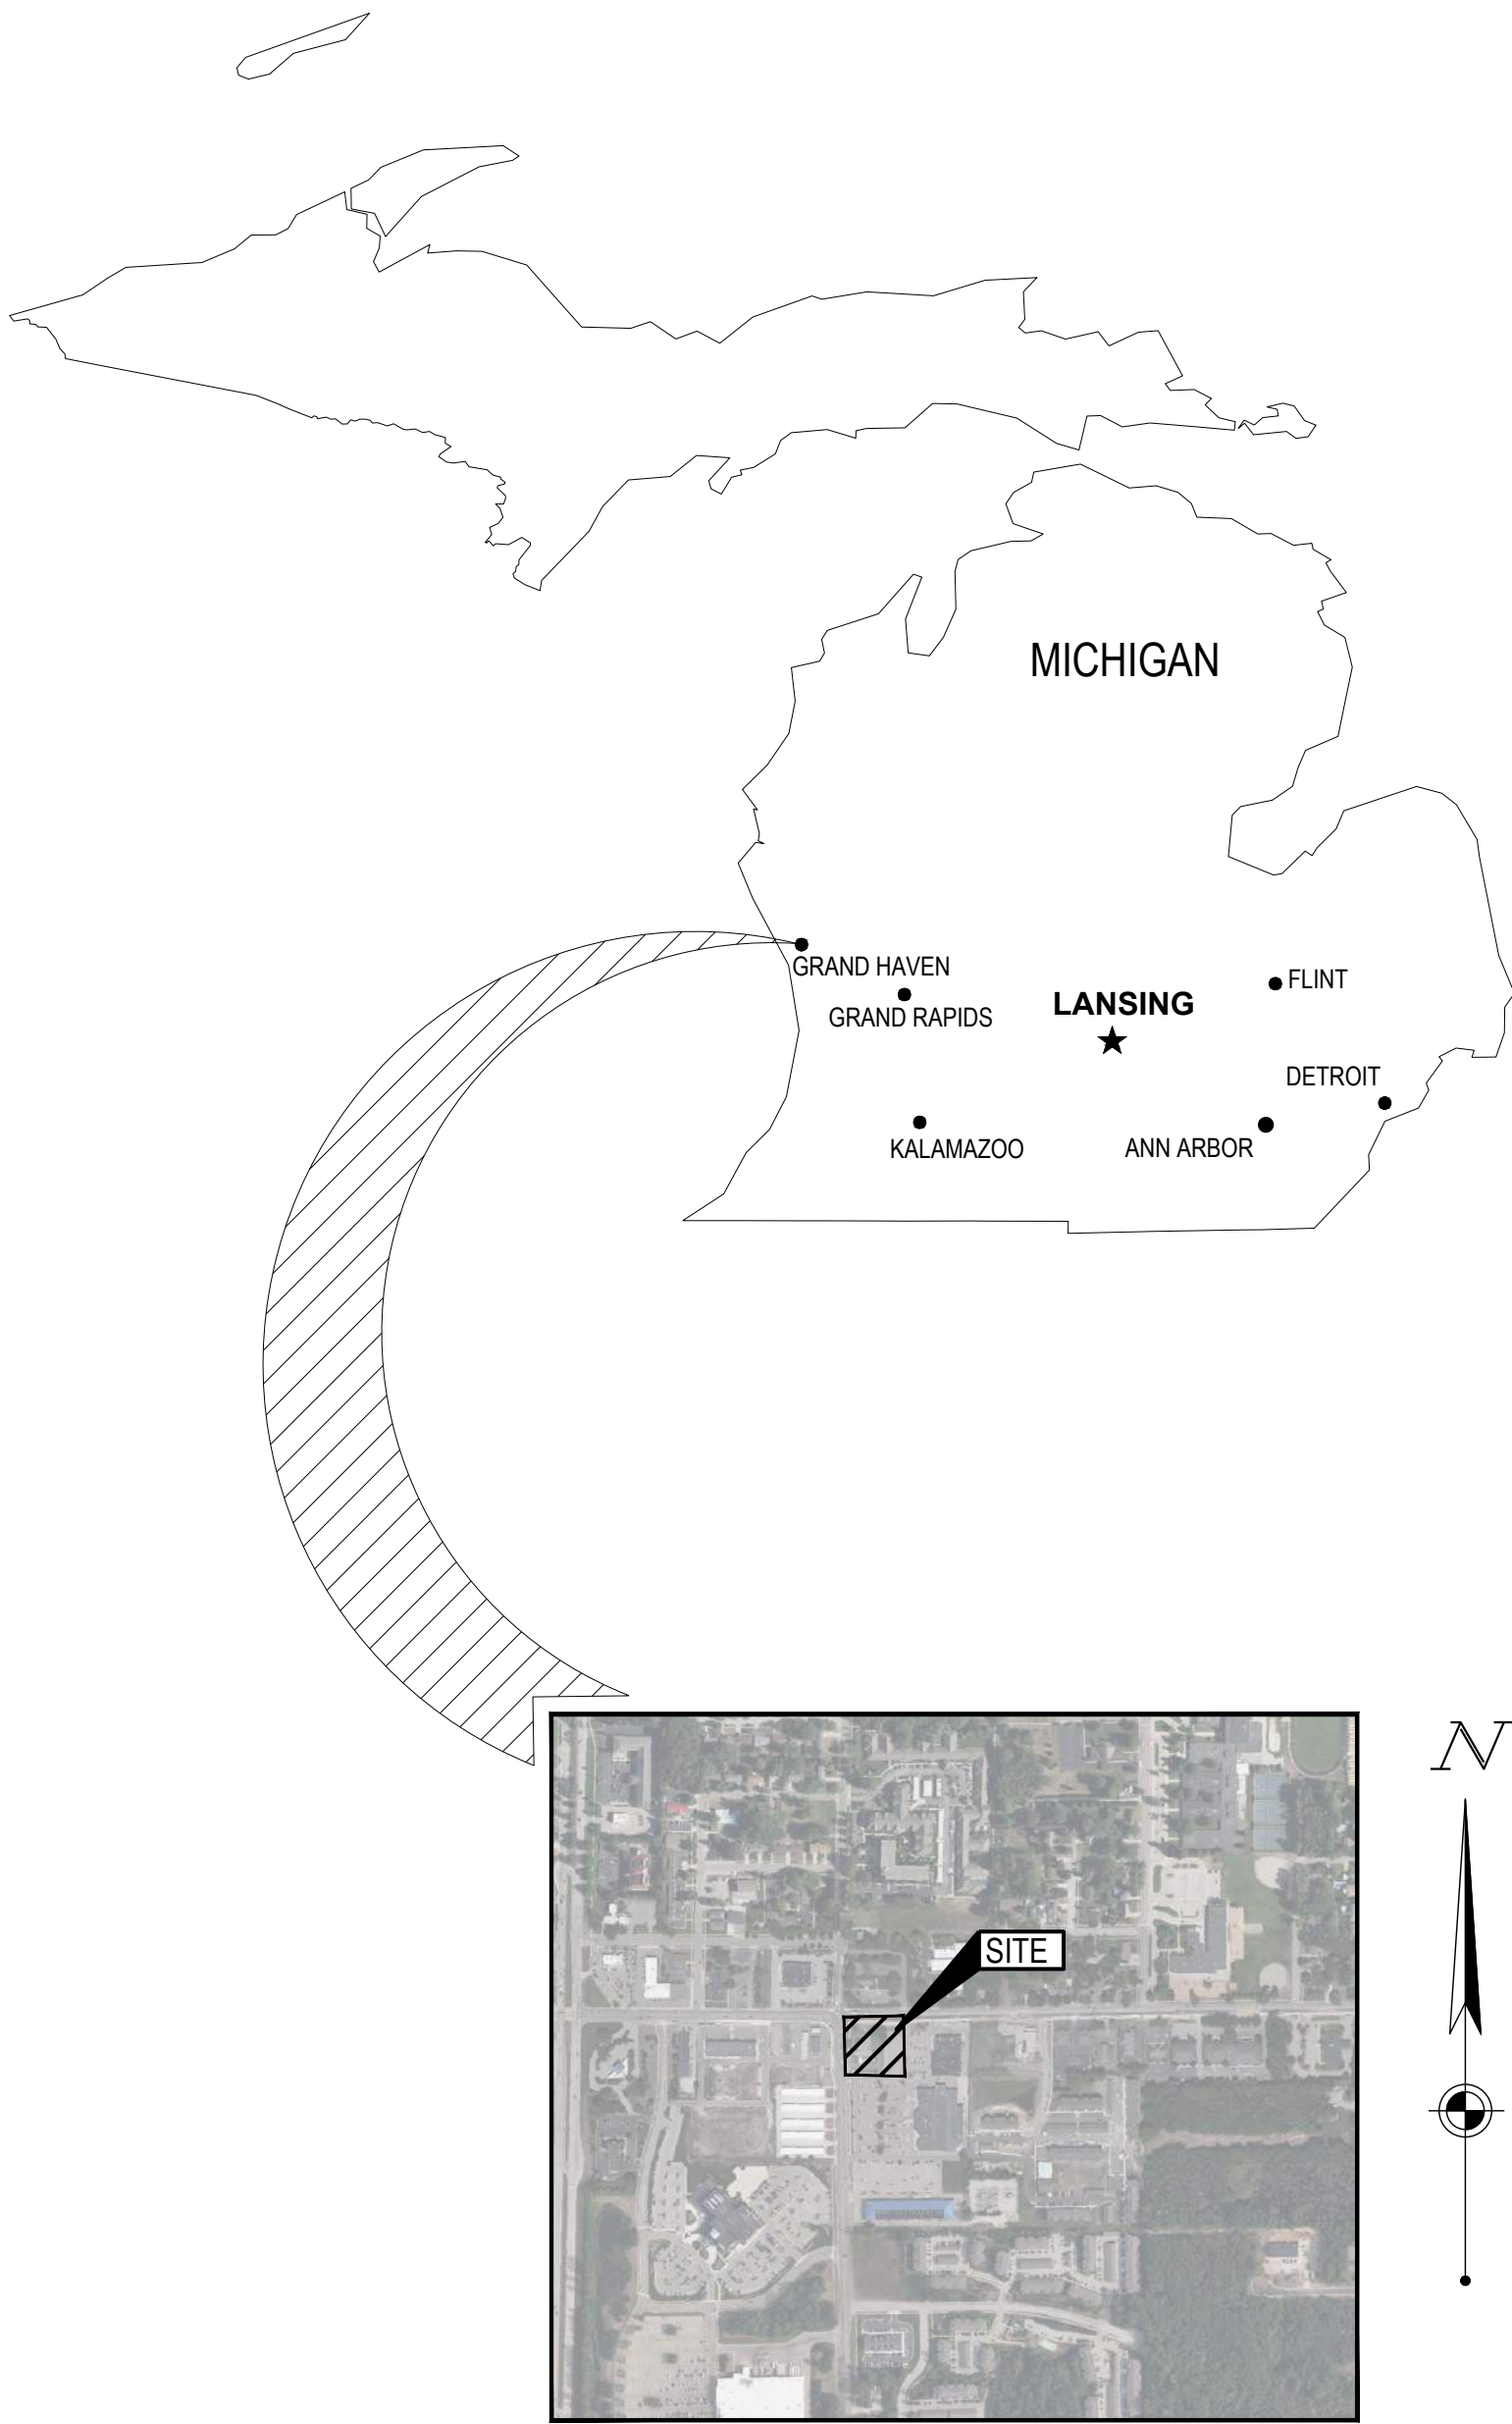 MICHIGAN
GRAND HAVEN
FLINT
LANSING
GRAND RAPIDS
DETROIT
KALAMAZOO
ANN ARBOR
N
SITE